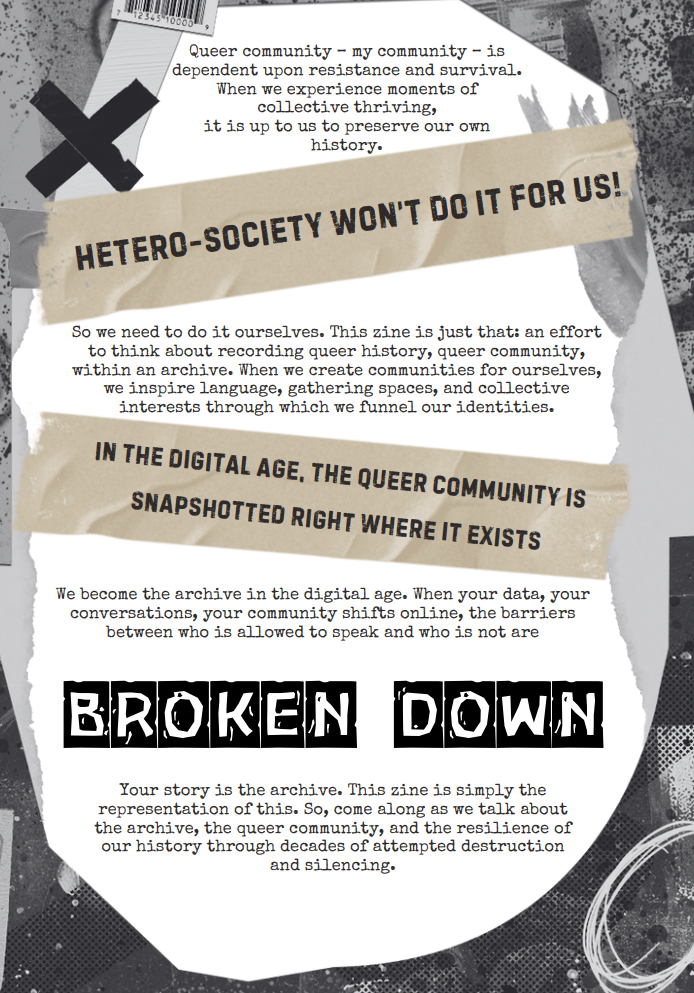 7 12345 10000 9
Queer community - my community - is
dependent upon resistance and survival.
When we experience moments of
collective thriving,
it is up to us to preserve our own
history.
HETERO-SOCIETY WON'T DO IT FOR US!
So we need to do it ourselves. This zine is just that: an effort
to think about recording queer history, queer community,
within an archive. When we create communities for ourselves,
we inspire language, gathering spaces, and collective
interests through which we funnel our identities.
IN THE DIGITAL AGE, THE QUEER COMMUNITY IS
SNAPSHOTTED RIGHT WHERE IT EXISTS
We become the archive in the digital age. When your data, your
conversations, your community shifts online, the barriers
between who is allowed to speak and who is not are
BROKEN DOWN
Your story is the archive. This zine is simply the
representation of this. So, come along as we talk about
the archive, the queer community, and the resilience of
our history through decades of attempted destruction
and silencing.